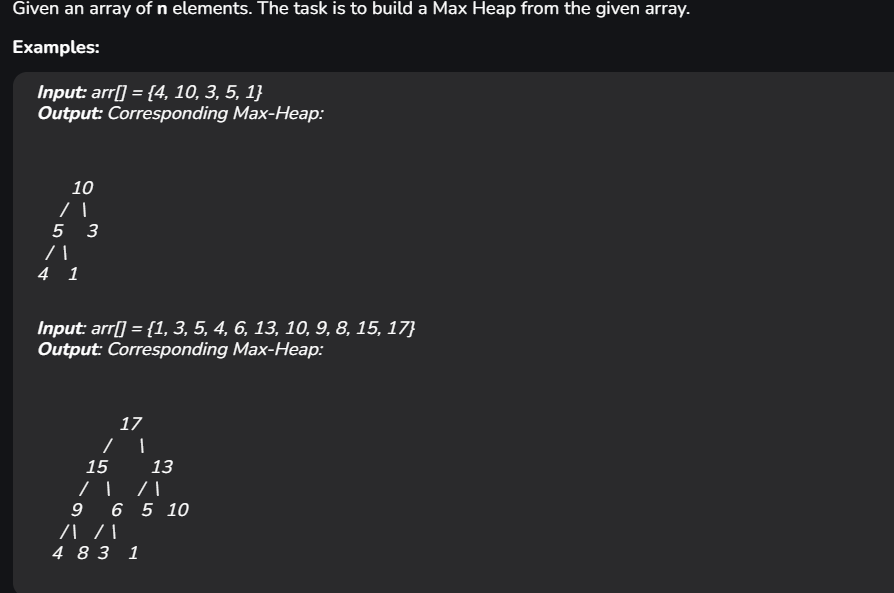 Given an array of n elements. The task is to build a Max Heap from the given array.
Examples:
Input: arr[] = {4, 10, 3, 5, 1}
Output: Corresponding Max-Heap:
10
/ \
5 3
/ \
4 1
Input: arr[] = {1, 3, 5, 4, 6, 13, 10, 9, 8, 15, 17}
Output: Corresponding Max-Heap:
17
/ \
15 13
/ \ / \
9 6 5 10
/ \ / \
4 8 3 1